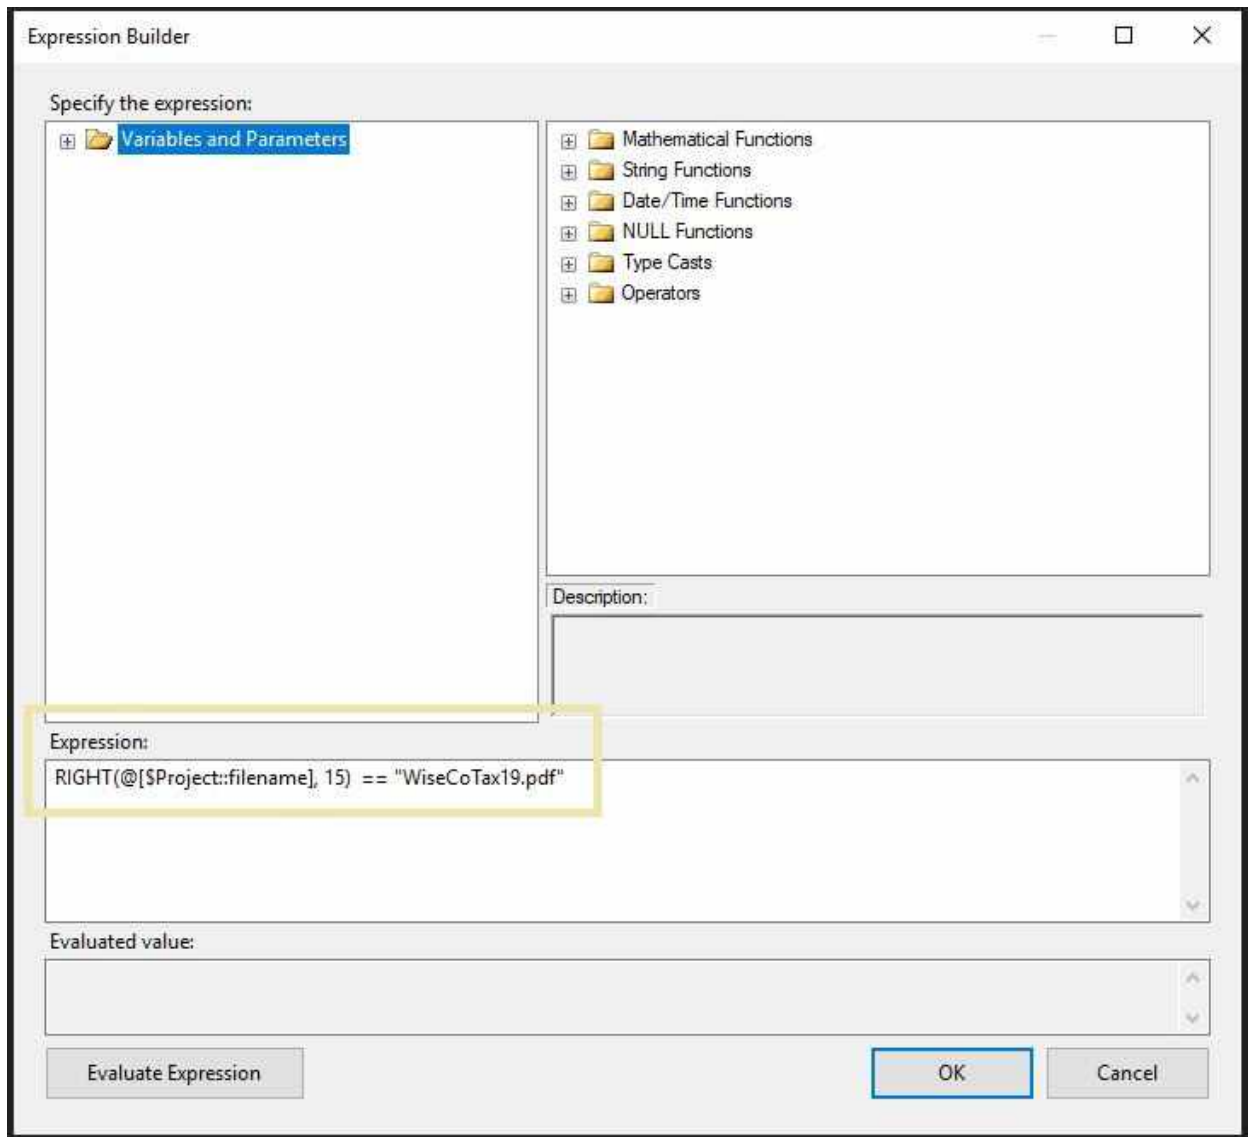 Expression Builder
Specify the expression:
Variables and Parameters
Mathematical Functions
String Functions
Date/Time Functions
NULL Functions
Type Casts
Operators
Description:
Expression:
RIGHT(@[$Project::filename], 15)  == "WiseCoTax19.pdf"
Evaluated value:
Evaluate Expression
OK
Cancel